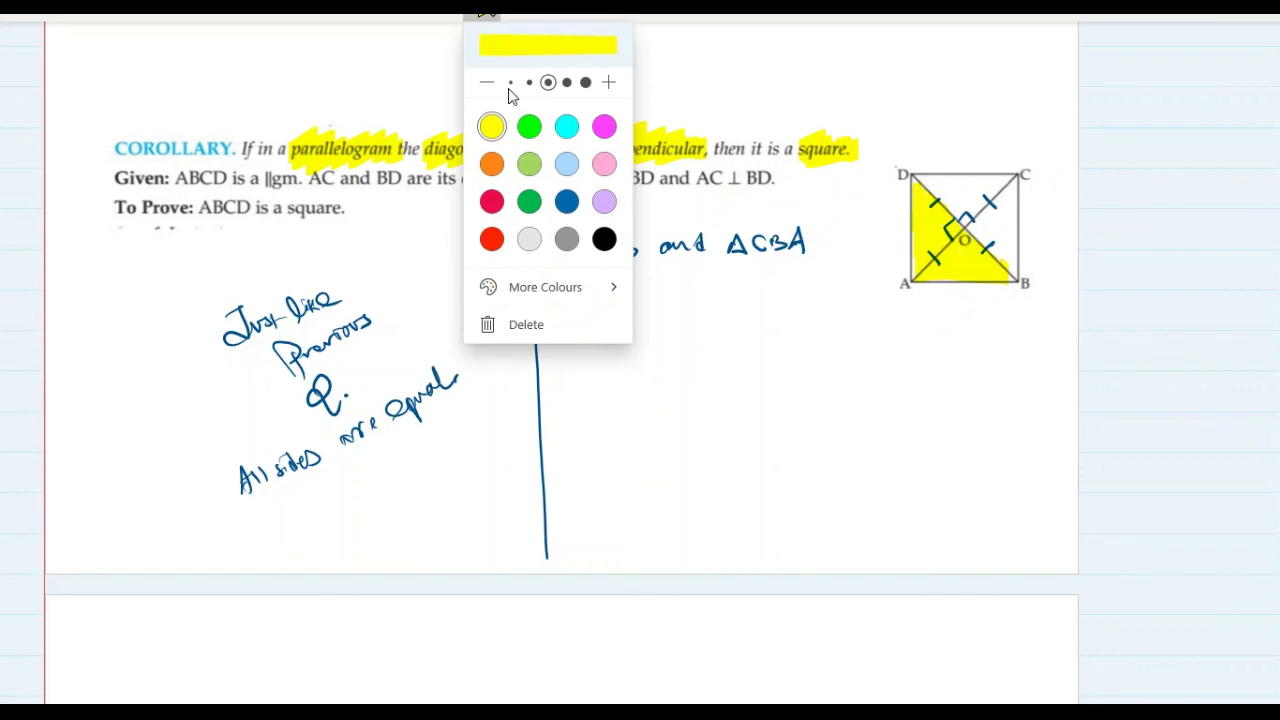 COROLLARY. If in a parallelogram the diago endicular, then it is a square.
Given: ABCD is a ∥gm. AC and BD are its BD and AC ⊥ BD.
To Prove: ABCD is a square.
and ΔCBA
Just like
Previous
Q.
All sides are equal
D C
O
A B
More Colours
Delete